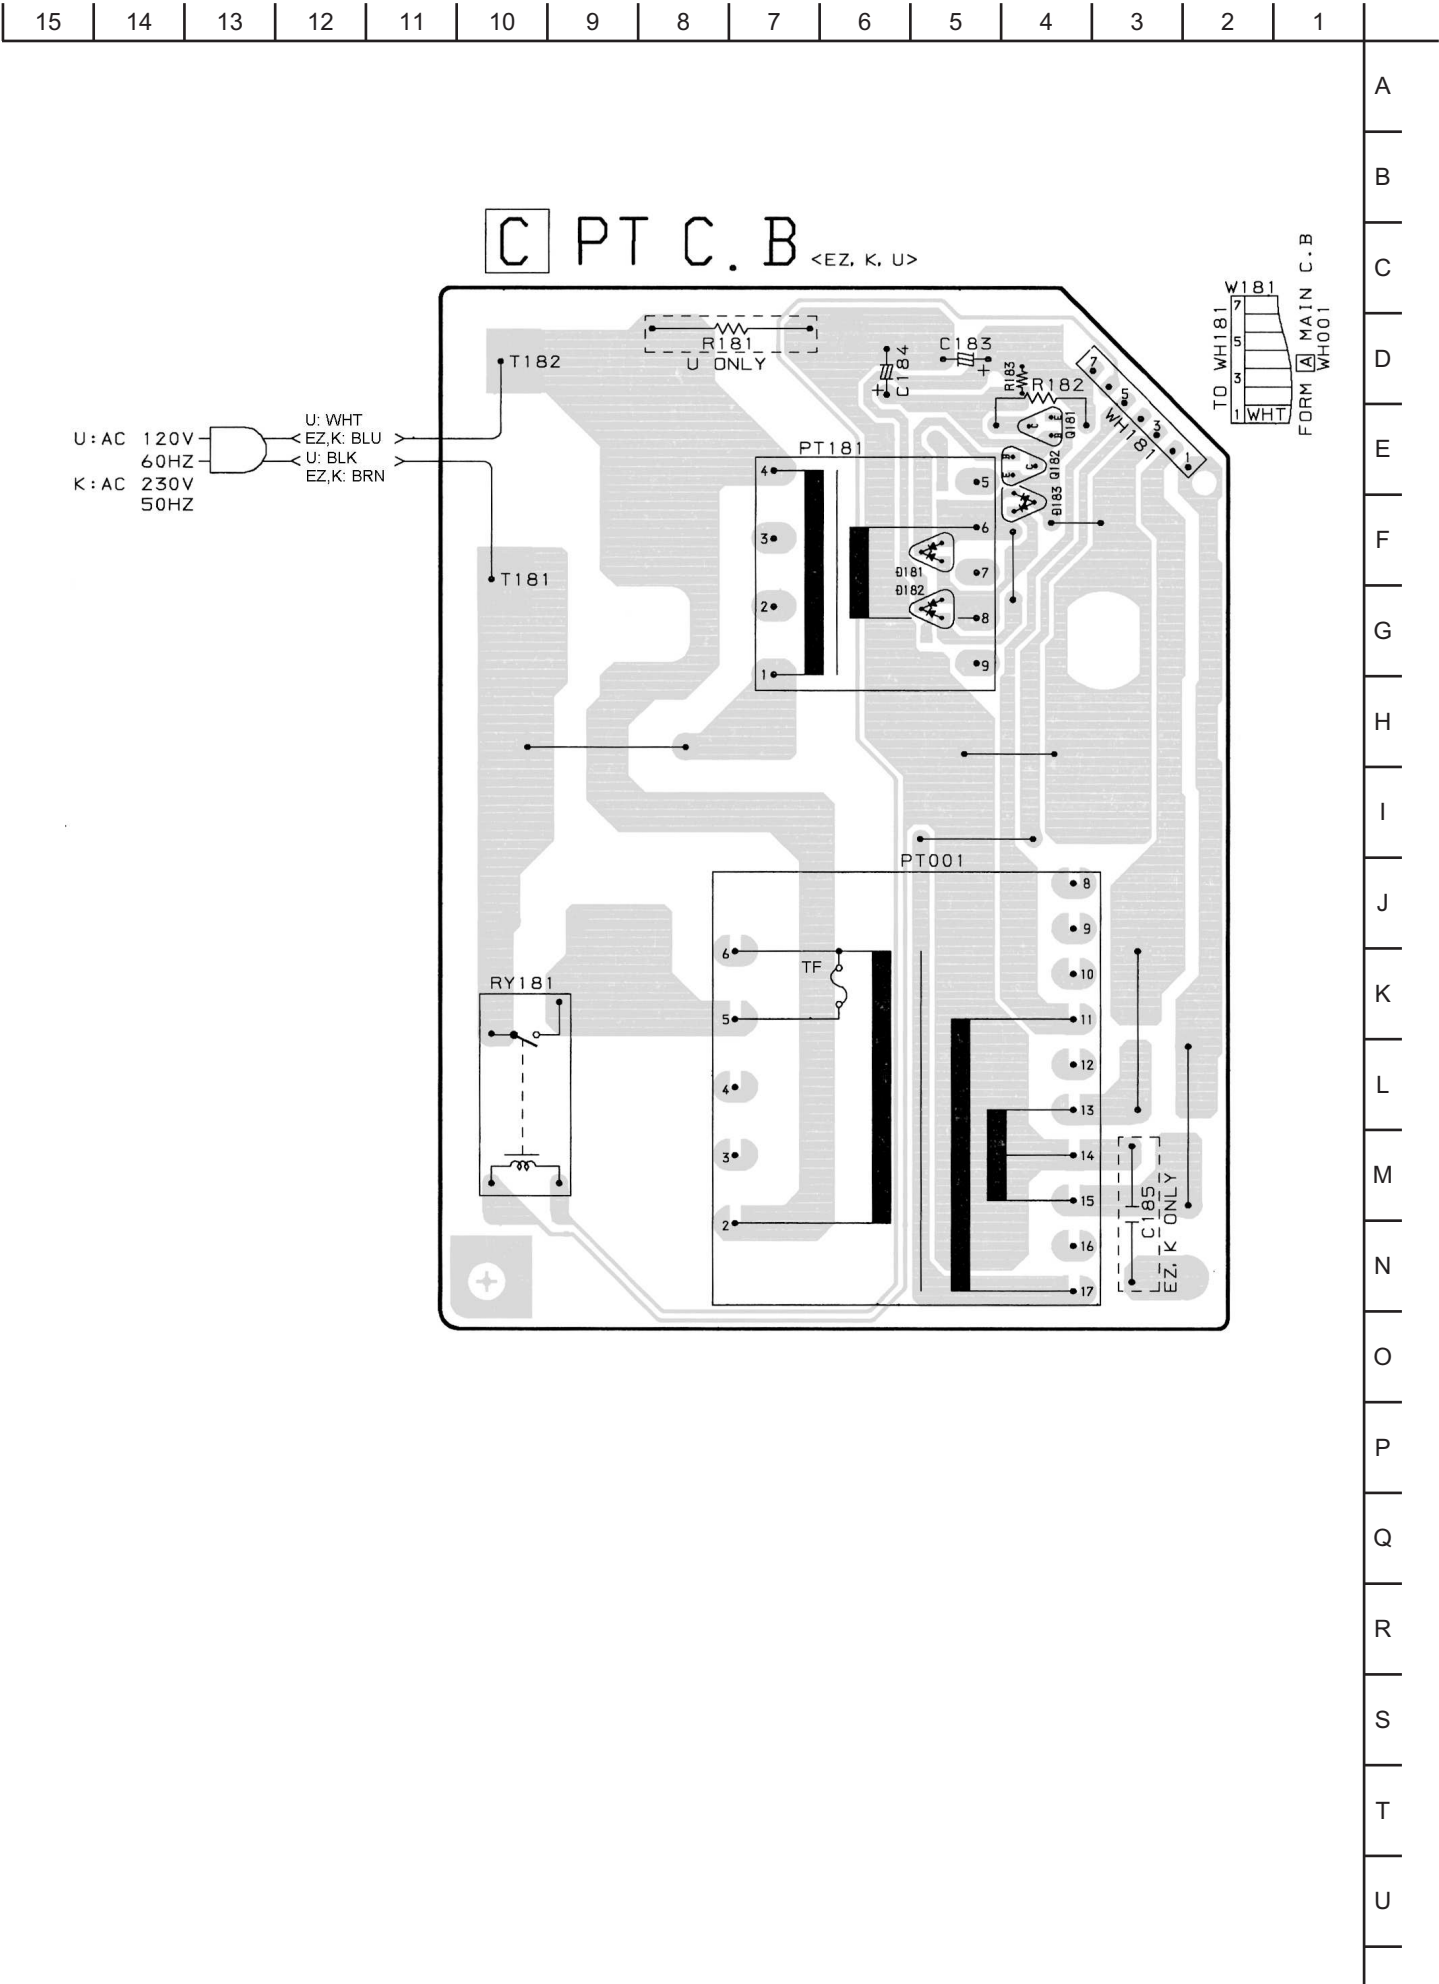 15 14 13 12 11 10 9 8 7 6 5 4 3 2 1
A
B
C
D
E
F
G
H
I
J
K
L
M
N
O
P
Q
R
S
T
U
C PT C.B <EZ, K, U>
U:AC 120V
60HZ
K:AC 230V
50HZ
U: WHT
EZ,K: BLU
U: BLK
EZ,K: BRN
T182
T181
R181
U ONLY
C184
+
C183
+
R183
R182
E
C
B
Q181
B
C
E
Q182
D183
7
5
3
1
WH181
W181
7
5
3
1 WHT
TO WH181
FORM A MAIN C.B
WH001
PT181
4
3
2
1
5
6
7
8
9
D181
D182
PT001
6
5
4
3
2
TF
8
9
10
11
12
13
14
15
16
17
RY181
C185
EZ, K ONLY